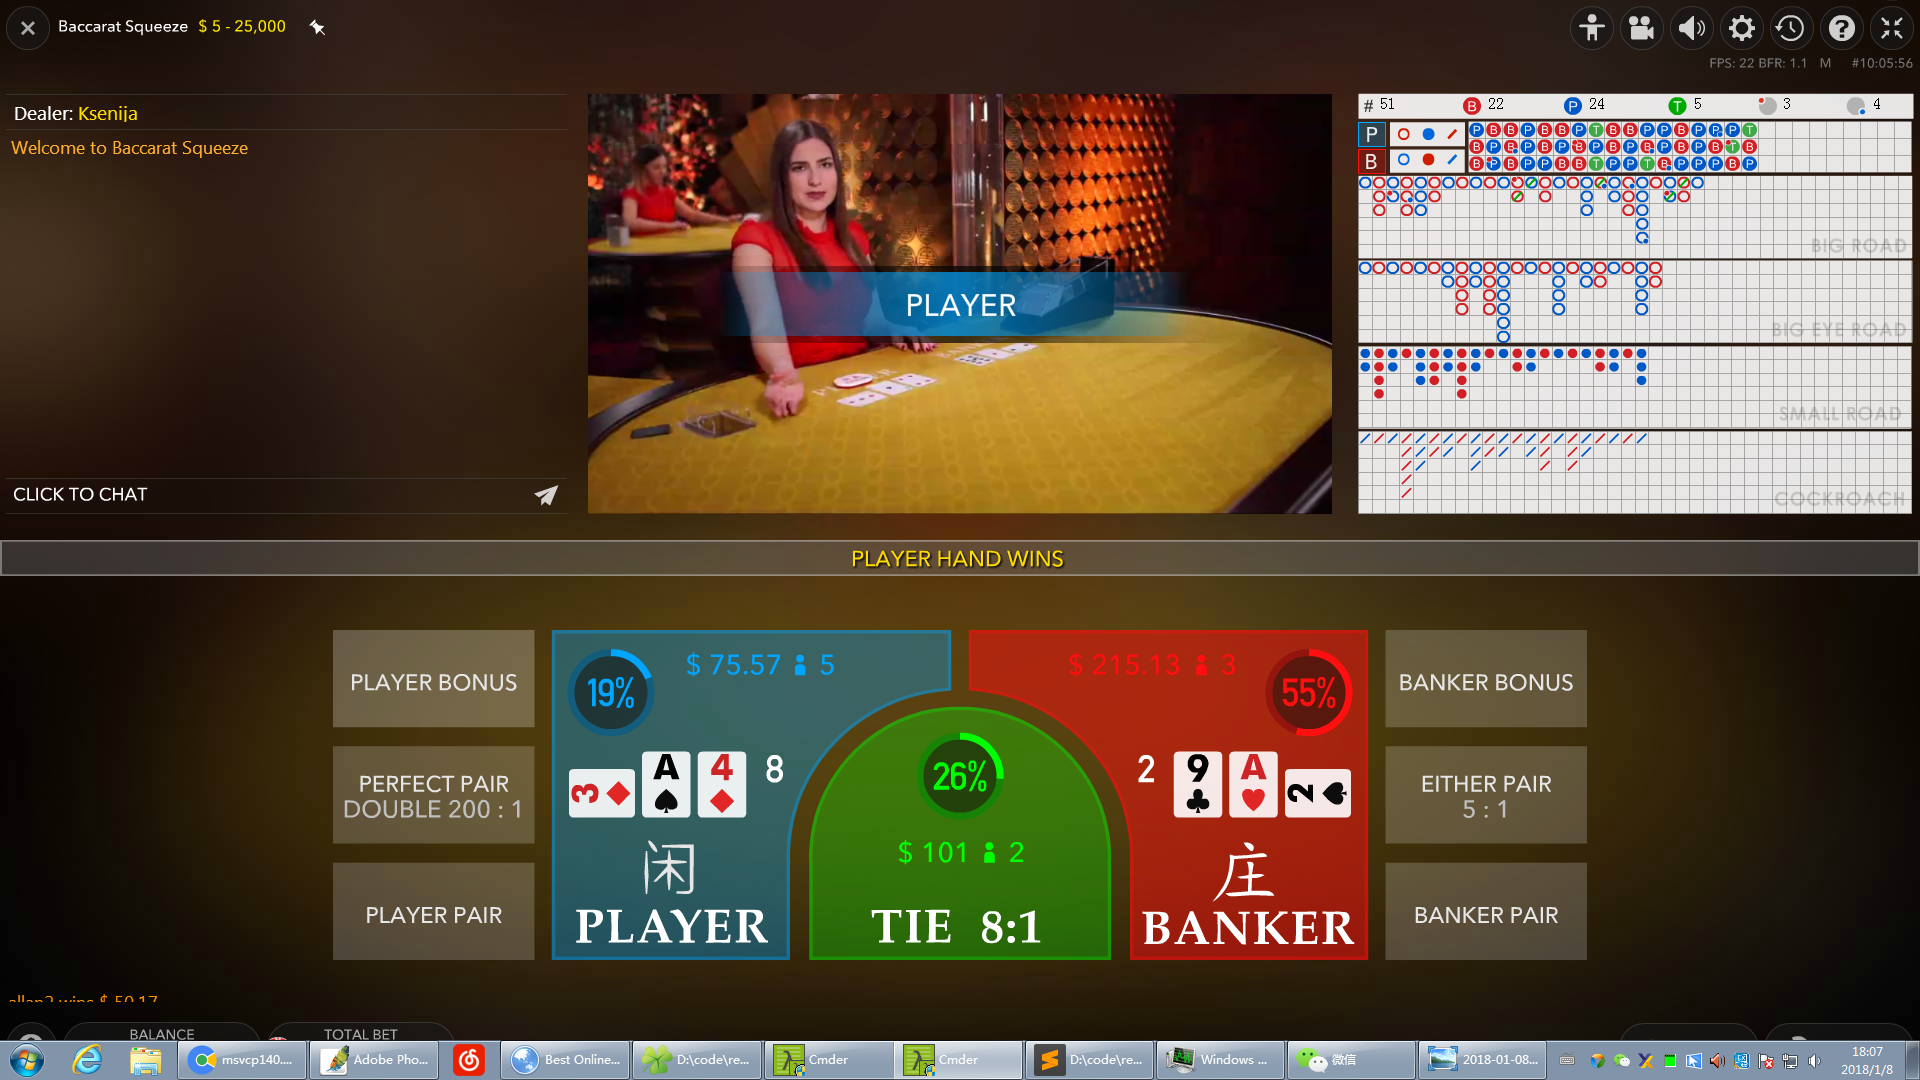 Baccarat Squeeze $ 5 - 25,000
FPS: 22 BFR: 1.1 M #10:05:56
Dealer: Ksenija
Welcome to Baccarat Squeeze
CLICK TO CHAT
PLAYER
# 51 B 22 P 24 T 5 3 4
P
B
BIG ROAD
BIG EYE ROAD
SMALL ROAD
COCKROACH
PLAYER HAND WINS
PLAYER BONUS
PERFECT PAIR
DOUBLE 200 : 1
PLAYER PAIR
19% $ 75.57 5
3 A 4 8
闲
PLAYER
26%
$ 101 2
TIE 8:1
$ 215.13 3 55%
2 9 A 2
庄
BANKER
BANKER BONUS
EITHER PAIR
5 : 1
BANKER PAIR
allan2 wins $ 50.17
BALANCE
TOTAL BET
msvcp140....
Adobe Pho...
Best Online...
D:\code\re...
Cmder
Cmder
D:\code\re...
Windows ...
微信
2018-01-08...
18:07
2018/1/8